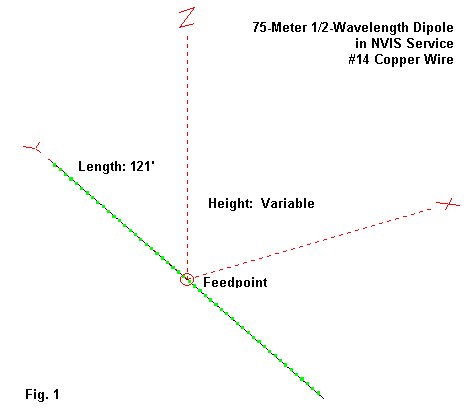 Z
75-Meter 1/2-Wavelength Dipole
in NVIS Service
#14 Copper Wire
Y
Length: 121'
Height:  Variable
X
Feedpoint
Fig. 1